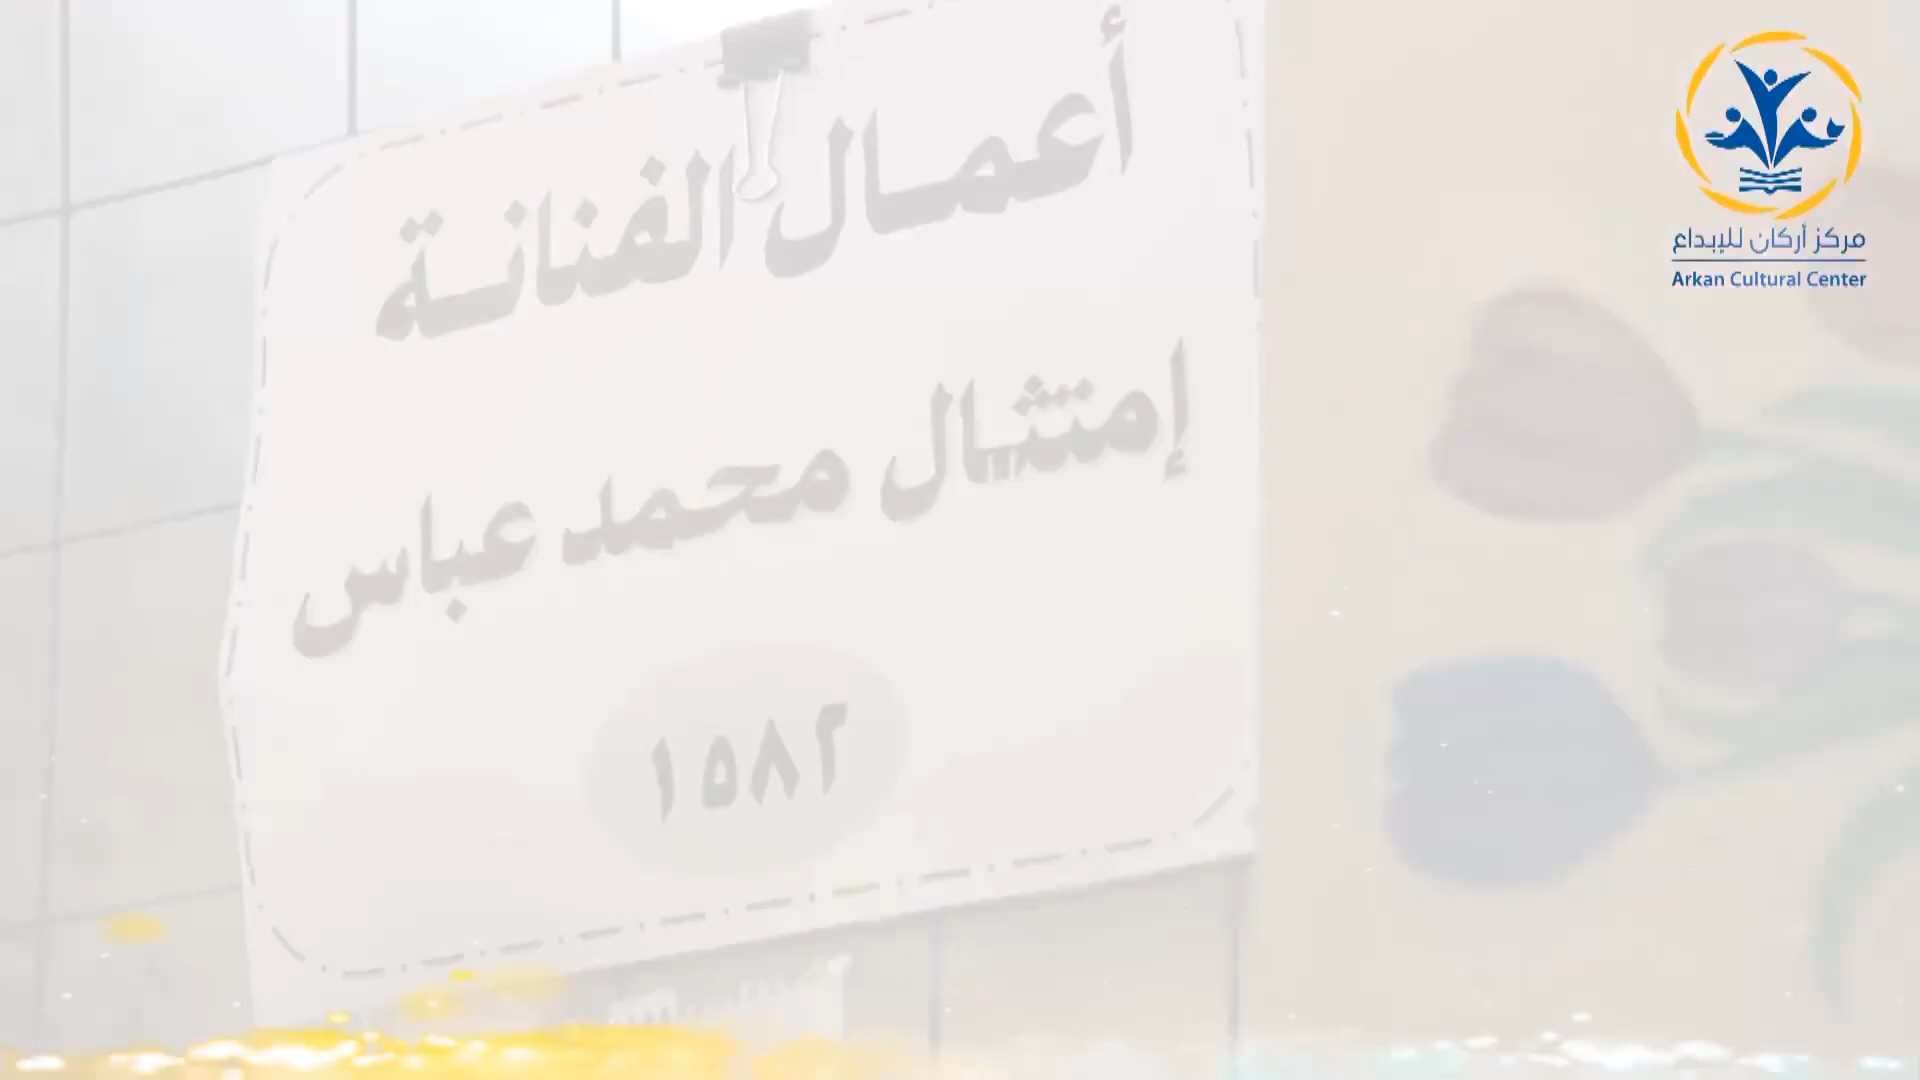 أعمال الفنانة
إمتثال محمد عباس
١٥٨٢
مركز أركان للإبداع
Arkan Cultural Center